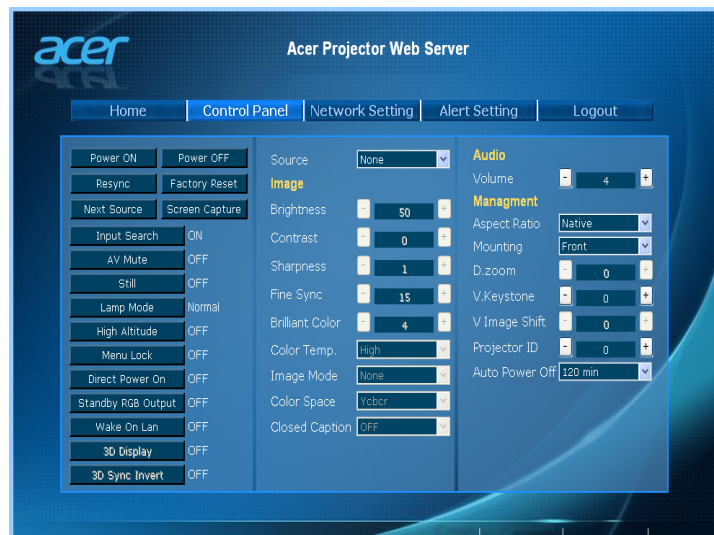 acer
Acer Projector Web Server
Home Control Panel Network Setting Alert Setting Logout
Power ON Power OFF
Resync Factory Reset
Next Source Screen Capture
Input Search ON
AV Mute OFF
Still OFF
Lamp Mode Normal
High Altitude OFF
Menu Lock OFF
Direct Power On OFF
Standby RGB Output OFF
Wake On Lan OFF
3D Display OFF
3D Sync Invert OFF
Source None
Image
Brightness - 50 +
Contrast - 0 +
Sharpness - 1 +
Fine Sync - 15 +
Brilliant Color - 4 +
Color Temp. High
Image Mode None
Color Space Ycbcr
Closed Caption OFF
Audio
Volume - 4 +
Managment
Aspect Ratio Native
Mounting Front
D.zoom - 0 +
V.Keystone - 0 +
V Image Shift - 0 +
Projector ID - 0 +
Auto Power Off 120 min